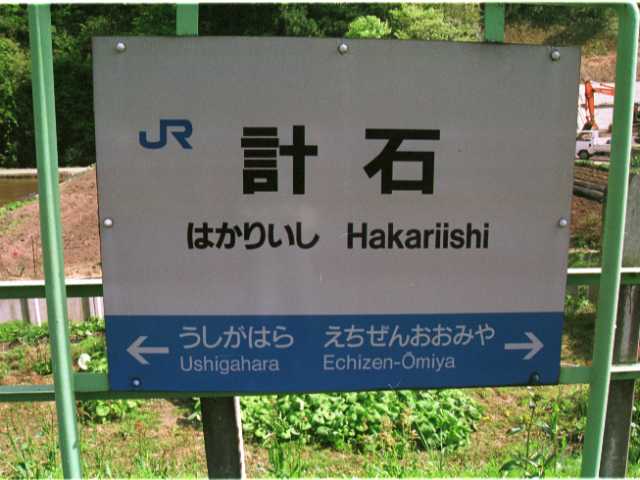 JR
計石
はかりいし Hakariishi
← うしがはら えちぜんおおみや →
Ushigahara Echizen-Ōmiya